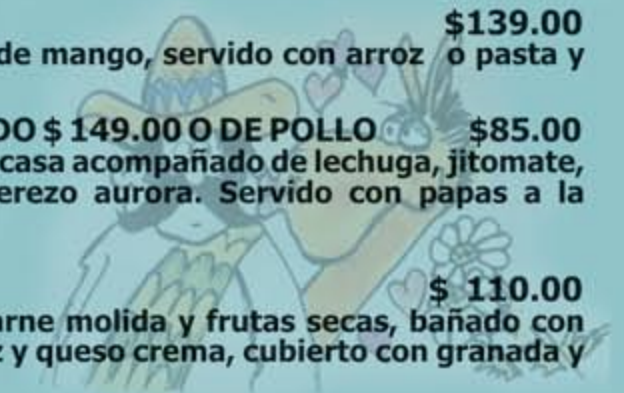 $139.00
de mango, servido con arroz o pasta y
DO $ 149.00 O DE POLLO $85.00
casa acompañado de lechuga, jitomate,
erezo aurora. Servido con papas a la
$ 110.00
arne molida y frutas secas, bañado con
z y queso crema, cubierto con granada y